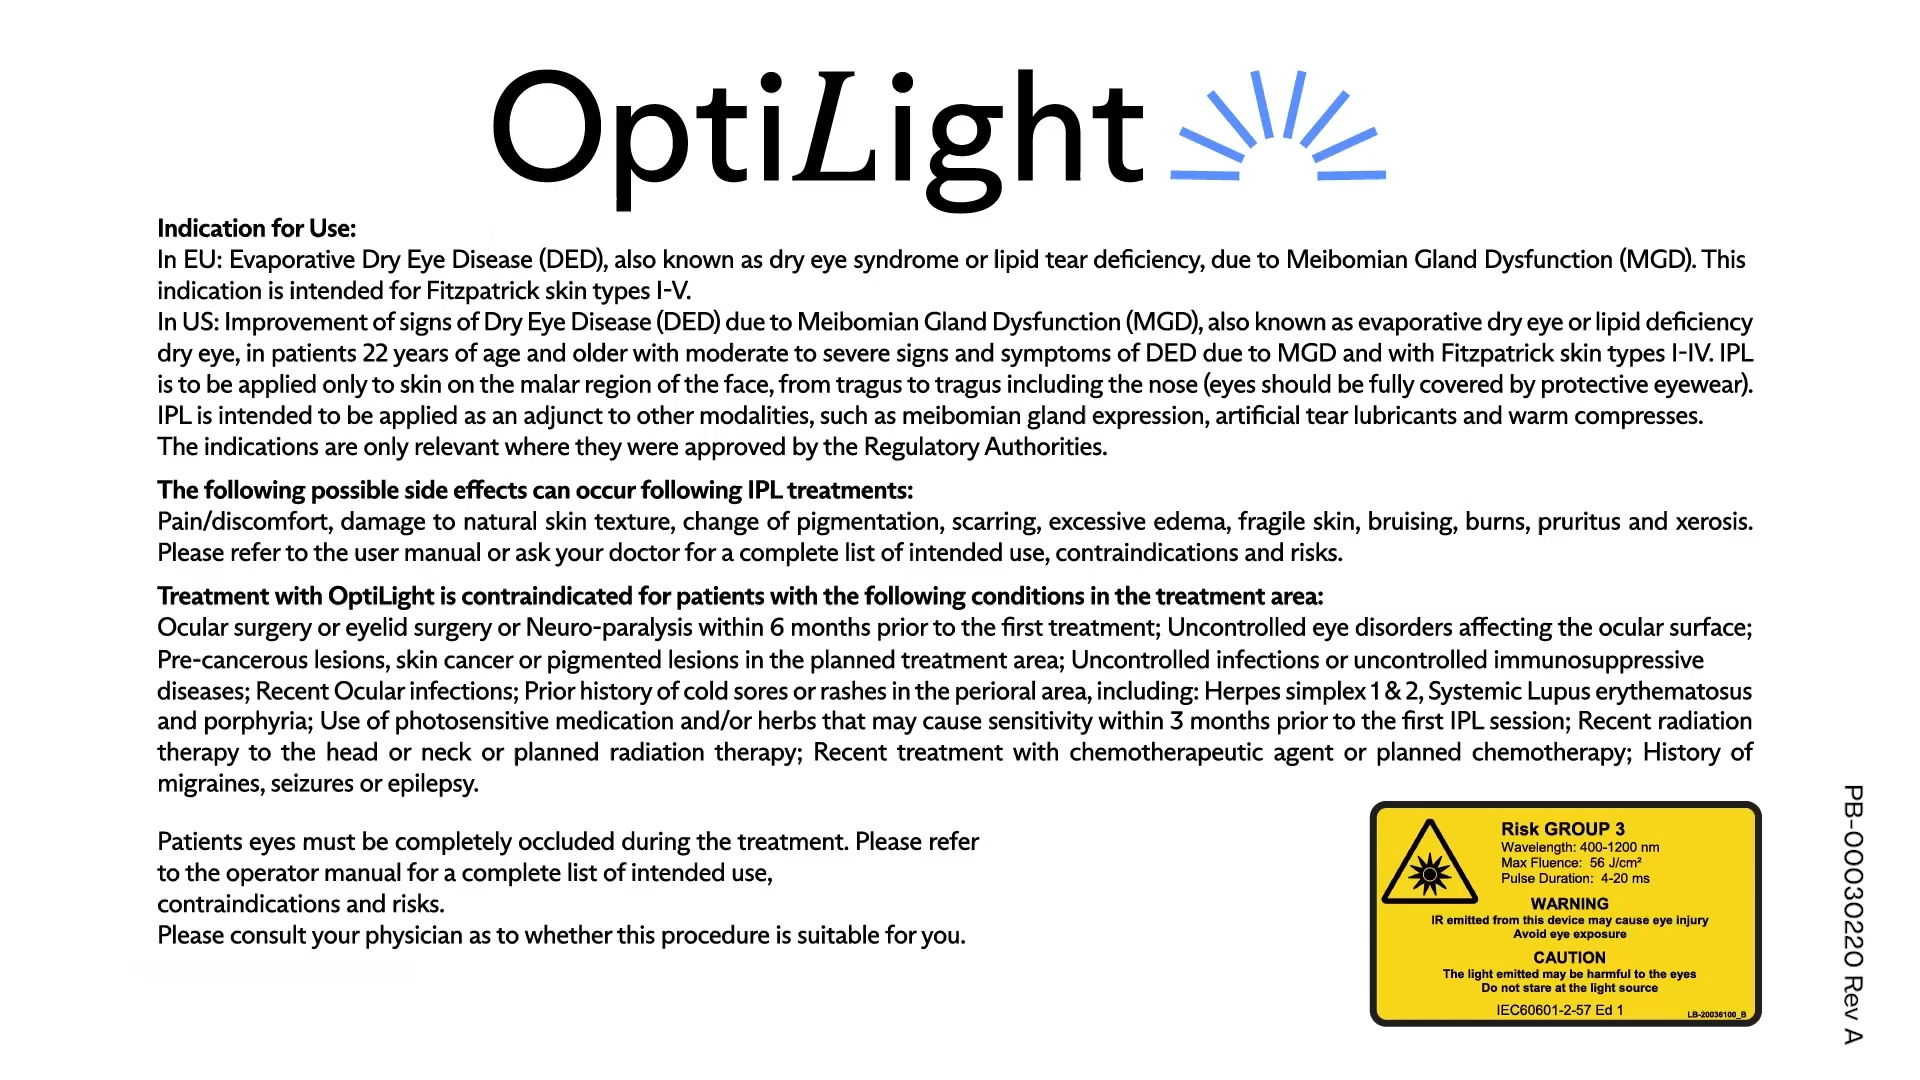 OptiLight
Indication for Use:
In EU: Evaporative Dry Eye Disease (DED), also known as dry eye syndrome or lipid tear deficiency, due to Meibomian Gland Dysfunction (MGD). This
indication is intended for Fitzpatrick skin types I-V.
In US: Improvement of signs of Dry Eye Disease (DED) due to Meibomian Gland Dysfunction (MGD), also known as evaporative dry eye or lipid deficiency
dry eye, in patients 22 years of age and older with moderate to severe signs and symptoms of DED due to MGD and with Fitzpatrick skin types I-IV. IPL
is to be applied only to skin on the malar region of the face, from tragus to tragus including the nose (eyes should be fully covered by protective eyewear).
IPL is intended to be applied as an adjunct to other modalities, such as meibomian gland expression, artificial tear lubricants and warm compresses.
The indications are only relevant where they were approved by the Regulatory Authorities.
The following possible side effects can occur following IPL treatments:
Pain/discomfort, damage to natural skin texture, change of pigmentation, scarring, excessive edema, fragile skin, bruising, burns, pruritus and xerosis.
Please refer to the user manual or ask your doctor for a complete list of intended use, contraindications and risks.
Treatment with OptiLight is contraindicated for patients with the following conditions in the treatment area:
Ocular surgery or eyelid surgery or Neuro-paralysis within 6 months prior to the first treatment; Uncontrolled eye disorders affecting the ocular surface;
Pre-cancerous lesions, skin cancer or pigmented lesions in the planned treatment area; Uncontrolled infections or uncontrolled immunosuppressive
diseases; Recent Ocular infections; Prior history of cold sores or rashes in the perioral area, including: Herpes simplex 1 & 2, Systemic Lupus erythematosus
and porphyria; Use of photosensitive medication and/or herbs that may cause sensitivity within 3 months prior to the first IPL session; Recent radiation
therapy to the head or neck or planned radiation therapy; Recent treatment with chemotherapeutic agent or planned chemotherapy; History of
migraines, seizures or epilepsy.
Patients eyes must be completely occluded during the treatment. Please refer
to the operator manual for a complete list of intended use,
contraindications and risks.
Please consult your physician as to whether this procedure is suitable for you.
Risk GROUP 3
Wavelength: 400-1200 nm
Max Fluence: 56 J/cm²
Pulse Duration: 4-20 ms
WARNING
IR emitted from this device may cause eye injury
Avoid eye exposure
CAUTION
The light emitted may be harmful to the eyes
Do not stare at the light source
IEC60601-2-57 Ed 1
LB-20036100_B
PB-00030220 Rev A